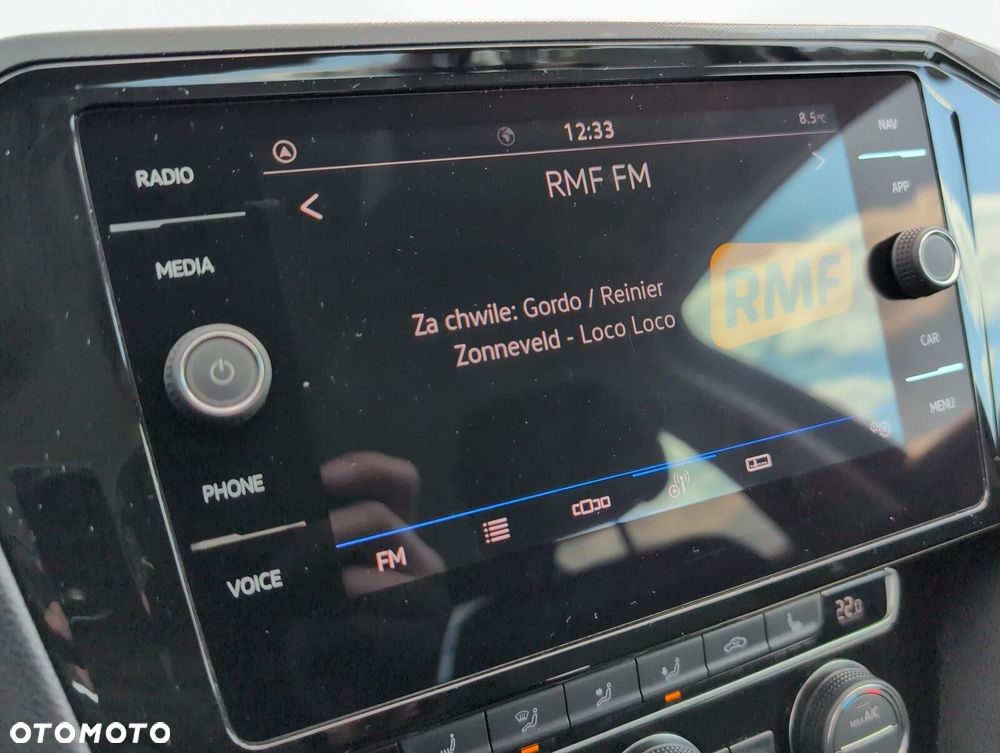 12:33
8.5°C
NAV
RADIO
RMF FM
APP
MEDIA
RMF
Za chwile: Gordo / Reinier
Zonneveld - Loco Loco
CAR
MENU
PHONE
FM
VOICE
22.0
MAX A/C
OTOMOTO